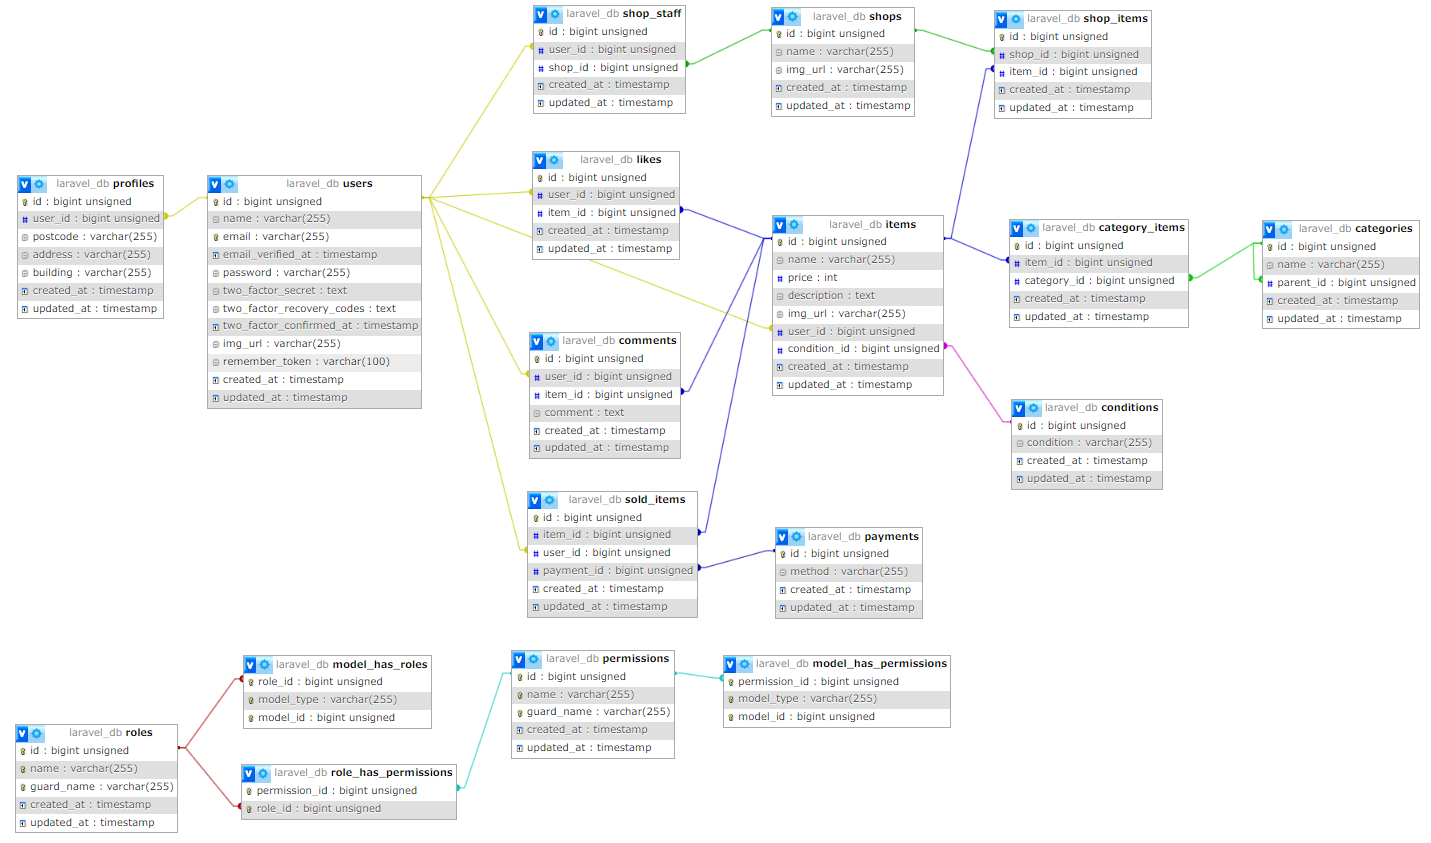 laravel_db shop_staff
id : bigint unsigned
user_id : bigint unsigned
shop_id : bigint unsigned
created_at : timestamp
updated_at : timestamp
laravel_db shops
id : bigint unsigned
name : varchar(255)
img_url : varchar(255)
created_at : timestamp
updated_at : timestamp
laravel_db shop_items
id : bigint unsigned
shop_id : bigint unsigned
item_id : bigint unsigned
created_at : timestamp
updated_at : timestamp
laravel_db profiles
id : bigint unsigned
user_id : bigint unsigned
postcode : varchar(255)
address : varchar(255)
building : varchar(255)
created_at : timestamp
updated_at : timestamp
laravel_db users
id : bigint unsigned
name : varchar(255)
email : varchar(255)
email_verified_at : timestamp
password : varchar(255)
two_factor_secret : text
two_factor_recovery_codes : text
two_factor_confirmed_at : timestamp
img_url : varchar(255)
remember_token : varchar(100)
created_at : timestamp
updated_at : timestamp
laravel_db likes
id : bigint unsigned
user_id : bigint unsigned
item_id : bigint unsigned
created_at : timestamp
updated_at : timestamp
laravel_db items
id : bigint unsigned
name : varchar(255)
price : int
description : text
img_url : varchar(255)
user_id : bigint unsigned
condition_id : bigint unsigned
created_at : timestamp
updated_at : timestamp
laravel_db category_items
id : bigint unsigned
item_id : bigint unsigned
category_id : bigint unsigned
created_at : timestamp
updated_at : timestamp
laravel_db categories
id : bigint unsigned
name : varchar(255)
parent_id : bigint unsigned
created_at : timestamp
updated_at : timestamp
laravel_db comments
id : bigint unsigned
user_id : bigint unsigned
item_id : bigint unsigned
comment : text
created_at : timestamp
updated_at : timestamp
laravel_db conditions
id : bigint unsigned
condition : varchar(255)
created_at : timestamp
updated_at : timestamp
laravel_db sold_items
id : bigint unsigned
item_id : bigint unsigned
user_id : bigint unsigned
payment_id : bigint unsigned
created_at : timestamp
updated_at : timestamp
laravel_db payments
id : bigint unsigned
method : varchar(255)
created_at : timestamp
updated_at : timestamp
laravel_db model_has_roles
role_id : bigint unsigned
model_type : varchar(255)
model_id : bigint unsigned
laravel_db permissions
id : bigint unsigned
name : varchar(255)
guard_name : varchar(255)
created_at : timestamp
updated_at : timestamp
laravel_db model_has_permissions
permission_id : bigint unsigned
model_type : varchar(255)
model_id : bigint unsigned
laravel_db roles
id : bigint unsigned
name : varchar(255)
guard_name : varchar(255)
created_at : timestamp
updated_at : timestamp
laravel_db role_has_permissions
permission_id : bigint unsigned
role_id : bigint unsigned